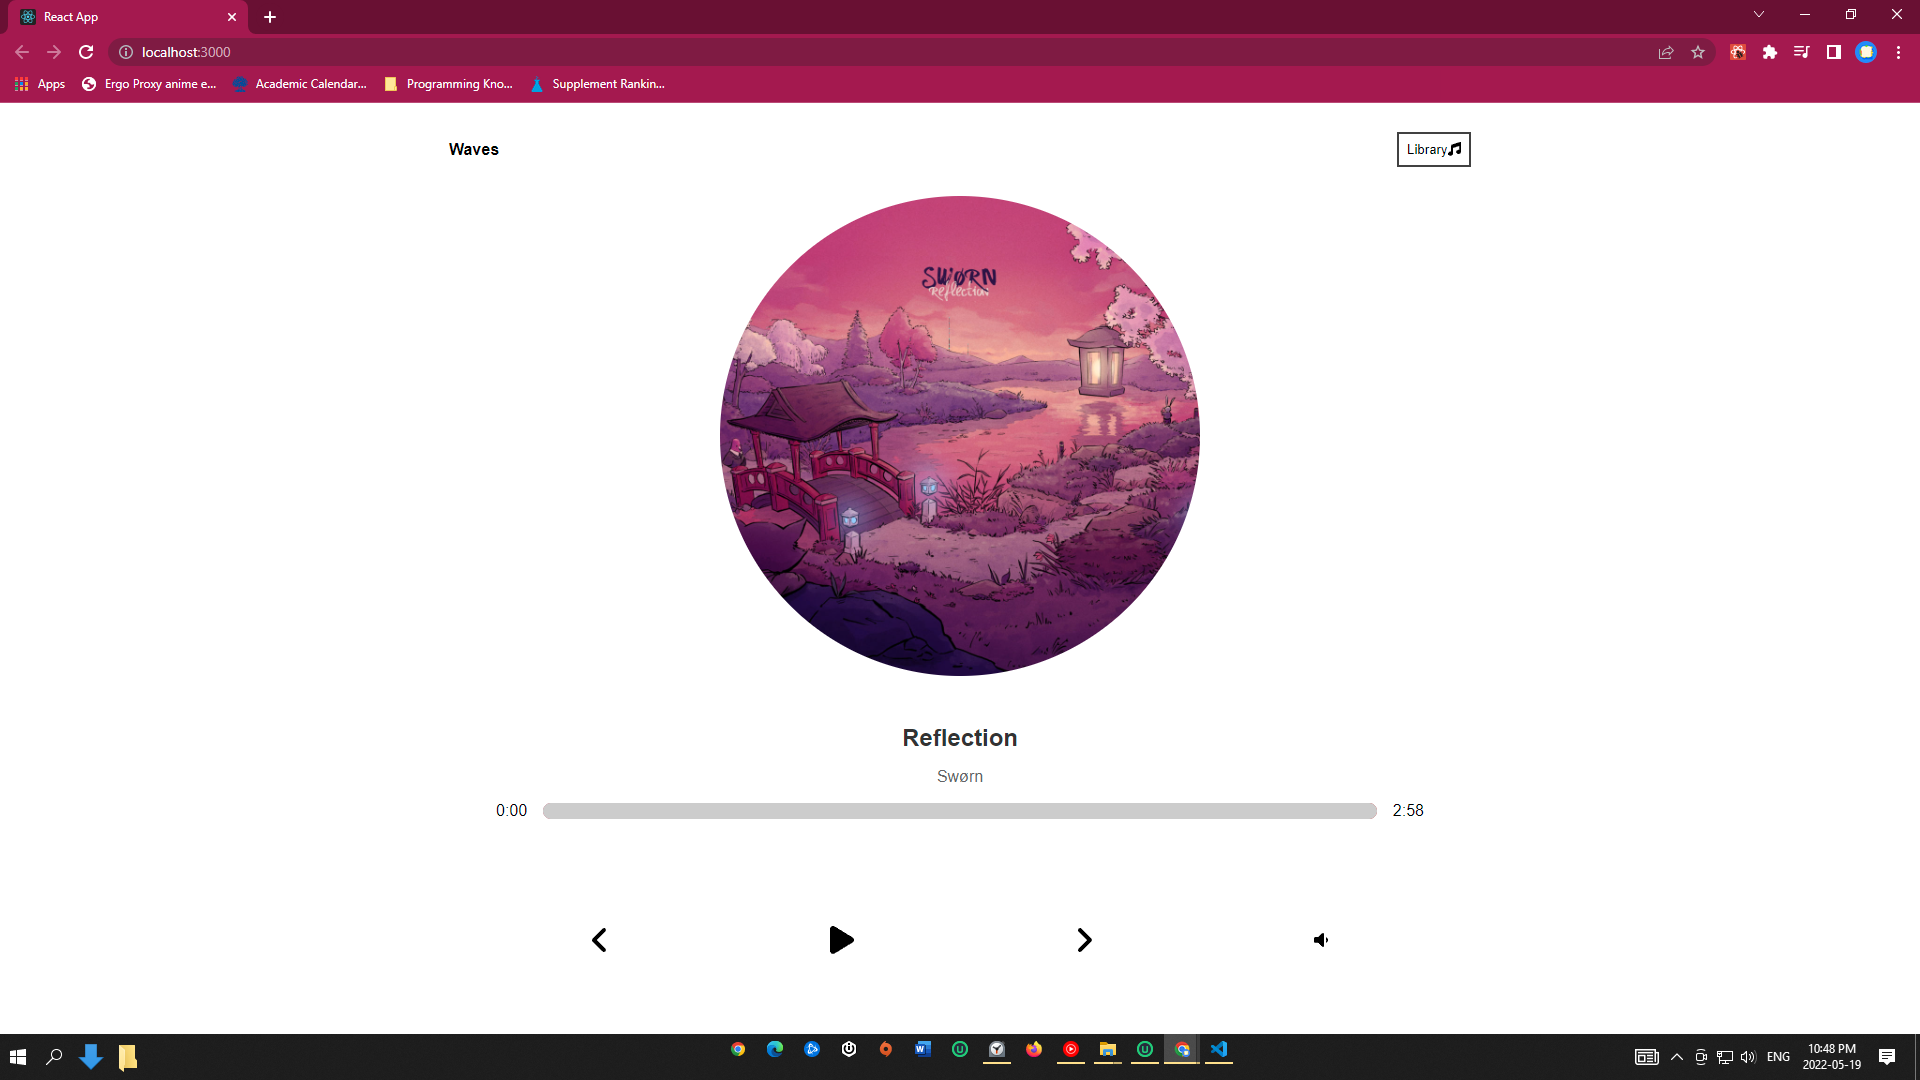 React App
localhost:3000
Apps
Ergo Proxy anime e...
Academic Calendar...
Programming Kno...
Supplement Rankin...
Waves
Library
SWØRN
Reflection
Reflection
Swørn
0:00
2:58
ENG
10:48 PM
2022-05-19